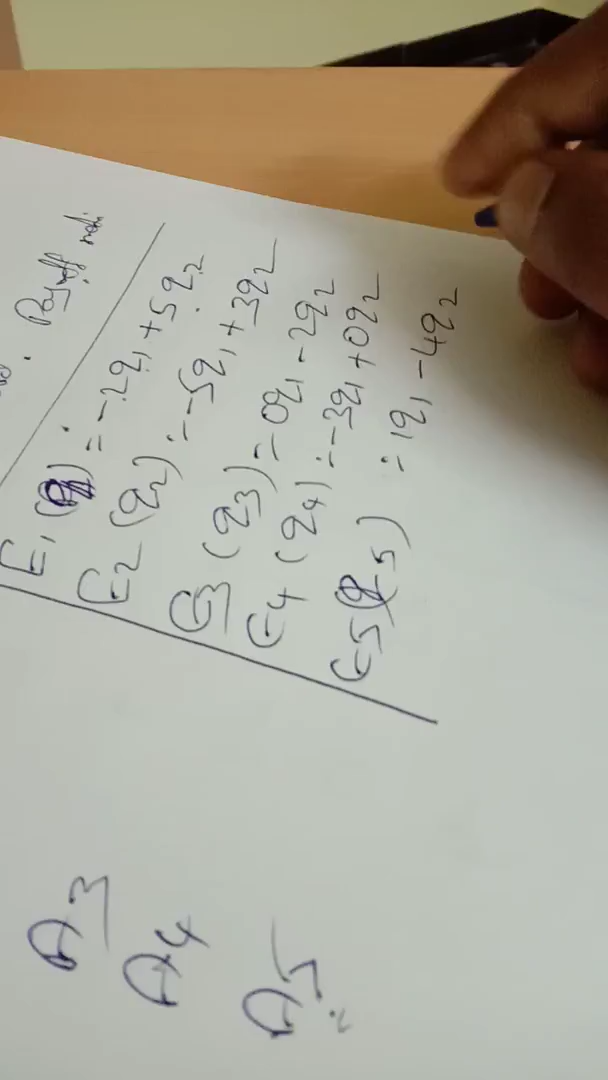 Payoff
E1 ( ) = -2q1 + 5q2
E2 (q2) = -5q1 + 3q2
E3 (q3) = 0q1 - 2q2
E4 (q4) = -3q1 + 0q2
E5 (q5) = 1q1 - 4q2
A3
A4
A5